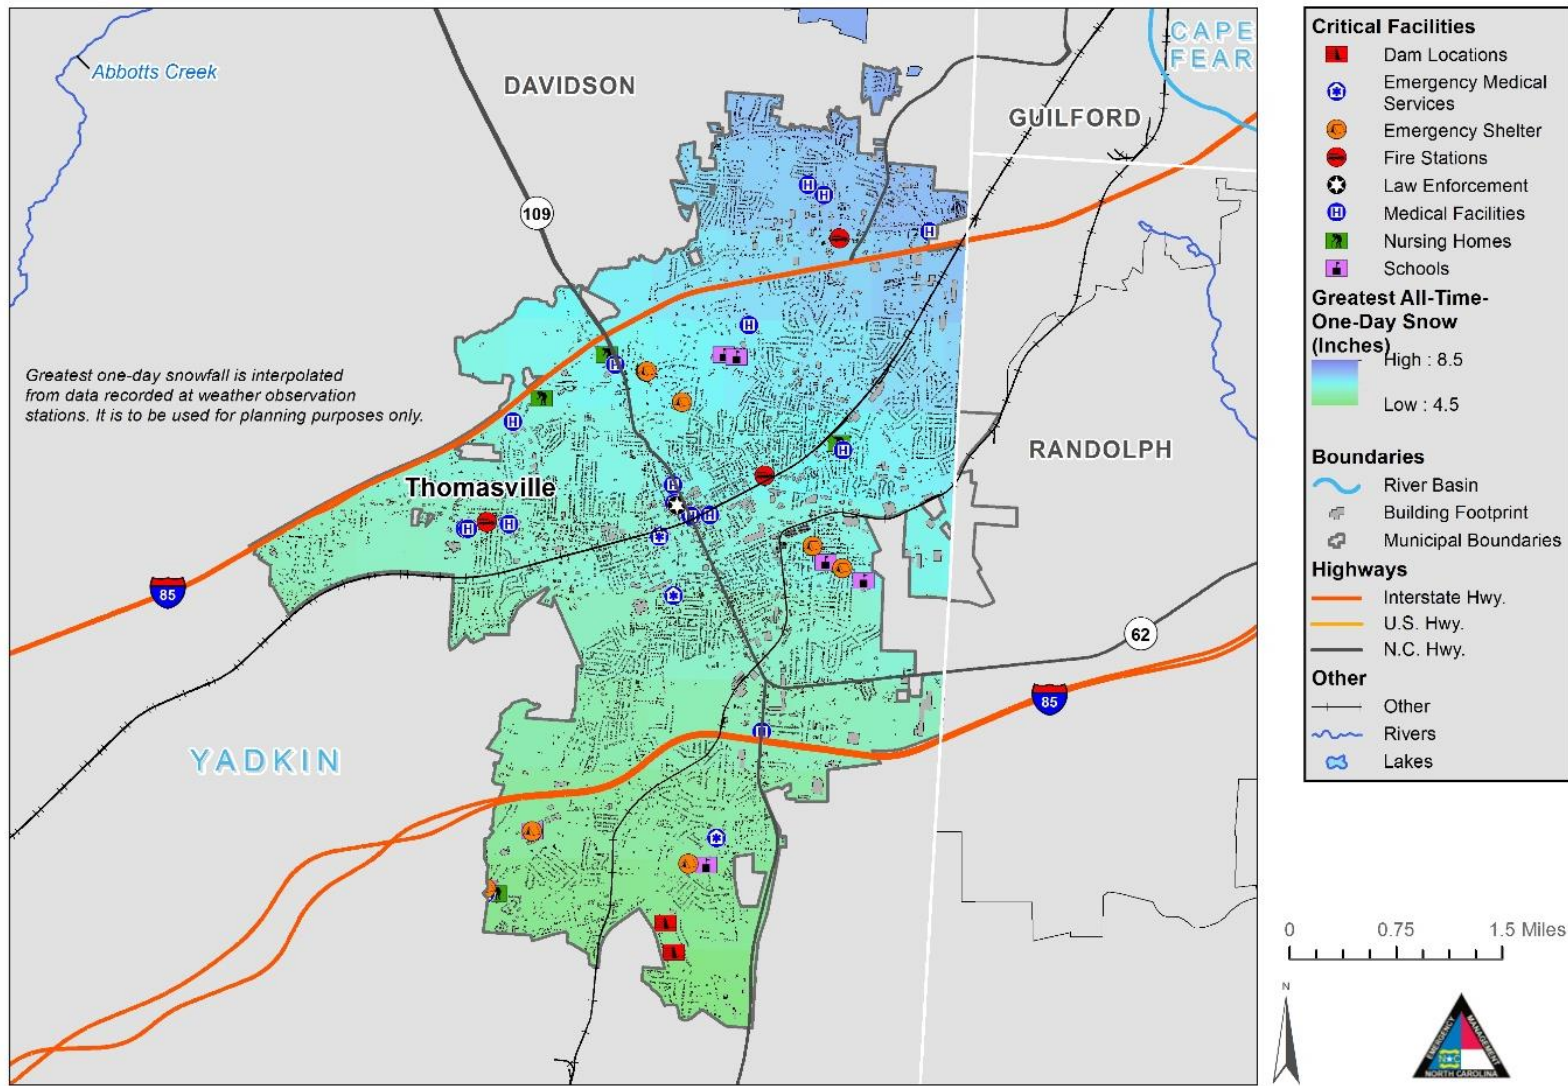 Abbotts Creek
DAVIDSON
CAPE
FEAR
GUILFORD
109
Greatest one-day snowfall is interpolated
from data recorded at weather observation
stations. It is to be used for planning purposes only.
RANDOLPH
Thomasville
85
62
85
YADKIN
Critical Facilities
Dam Locations
Emergency Medical
Services
Emergency Shelter
Fire Stations
Law Enforcement
H Medical Facilities
Nursing Homes
Schools
Greatest All-Time-
One-Day Snow
(Inches)
High : 8.5
Low : 4.5
Boundaries
River Basin
Building Footprint
Municipal Boundaries
Highways
Interstate Hwy.
U.S. Hwy.
N.C. Hwy.
Other
Other
Rivers
Lakes
0 0.75 1.5 Miles
N
EMERGENCY
MANAGEMENT
N C
NORTH CAROLINA